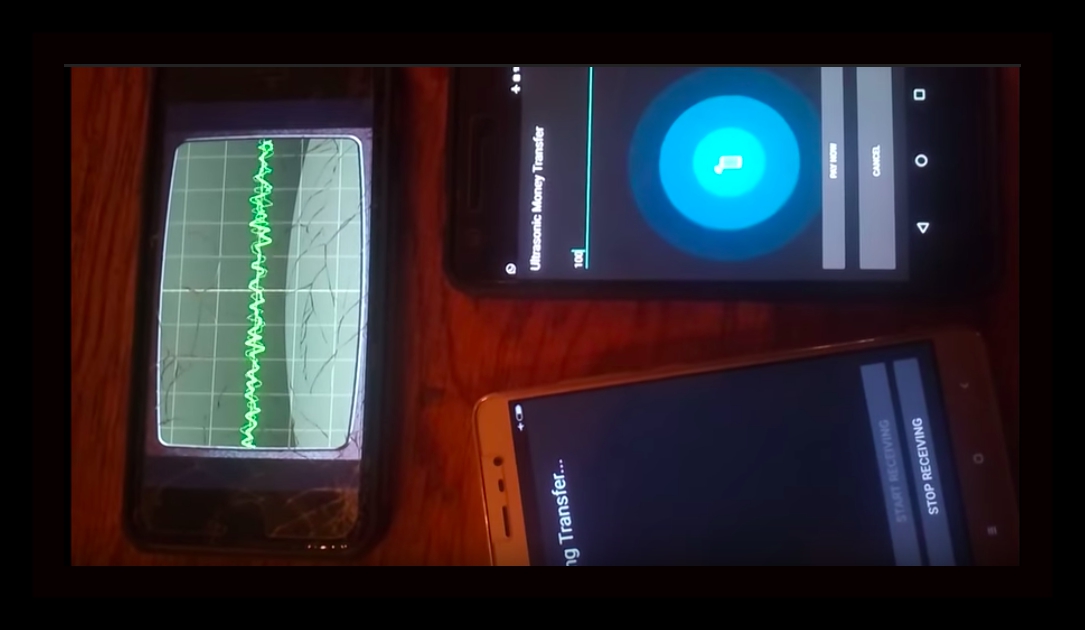 Ultrasonic Money Transfer
100
PAY NOW
CANCEL
ng Transfer...
START RECEIVING
STOP RECEIVING